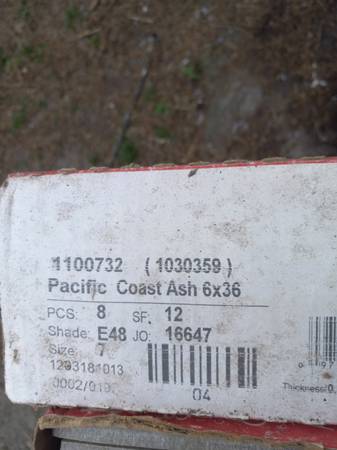 1100732 (1030359)
Pacific Coast Ash 6x36
PCS: 8 SF: 12
Shade: E48 JO: 16647
Size: 7
1293181013
04
Thickness:0